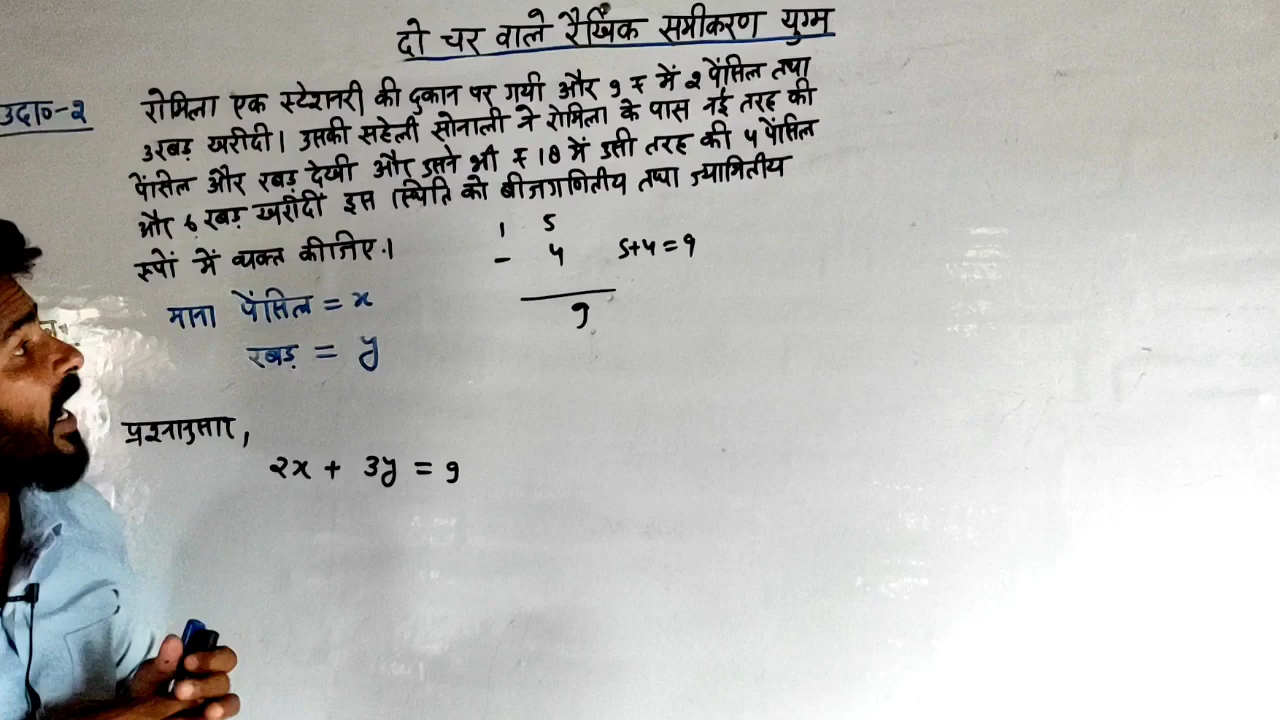 दो चर वाले रैखिक समीकरण युग्म
उदा०-2 रोमिला एक स्टेशनरी की दुकान पर गयी और 9 ₹ में 2 पेंसिल तथा
3 रबड़ खरीदी। उसकी सहेली सोनाली ने रोमिला के पास नई तरह की
पेंसिल और रबड़ देखी और उसने भी ₹ 18 में उसी तरह की 4 पेंसिल
और 6 रबड़ खरीदी इस स्थिति को बीजगणितीय तथा ज्यामितीय
रूपों में व्यक्त कीजिए।
1 5
- 4 5+4=9
9
माना पेंसिल = x
रबड़ = y
प्रश्नानुसार,
2x + 3y = 9